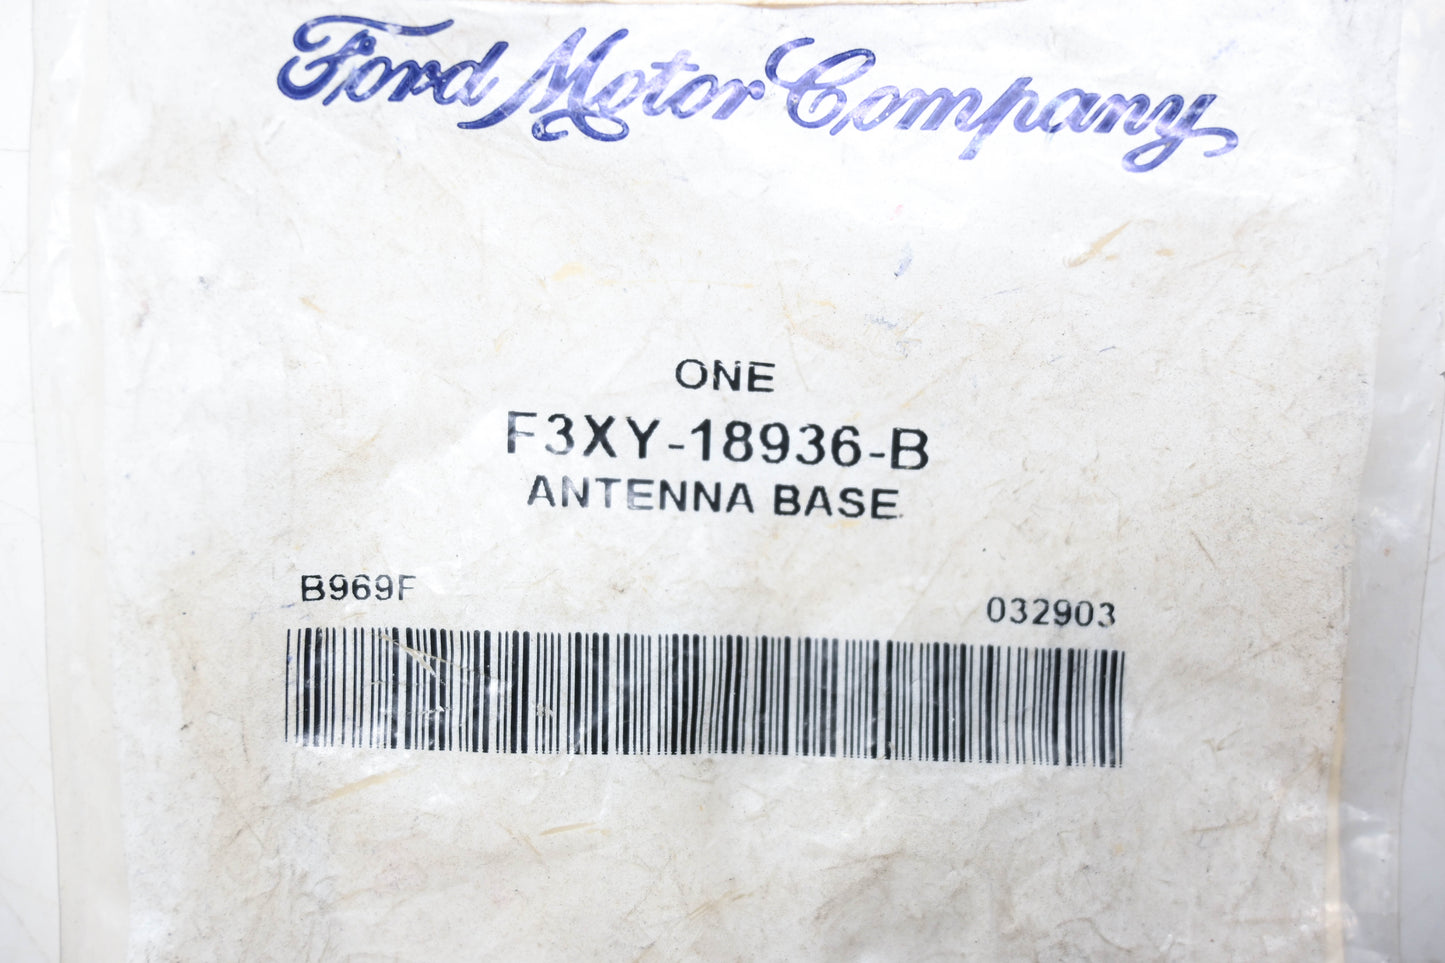 Ford Motor Company
ONE
F3XY-18936-B
ANTENNA BASE
B969F
032903